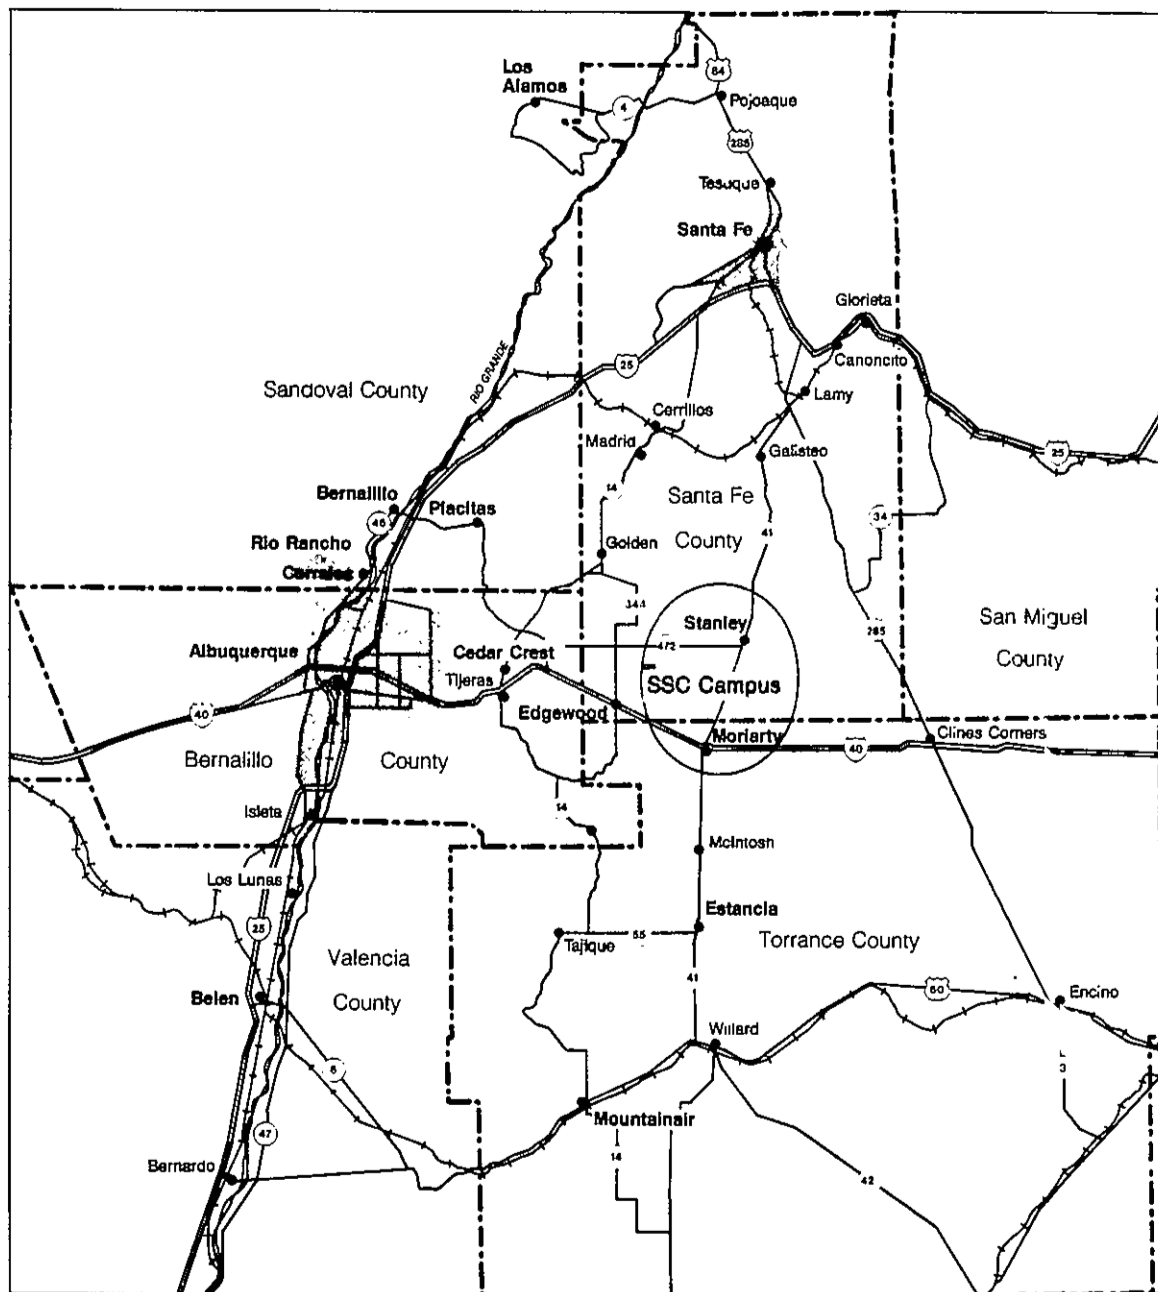 Los
Alamos
84
Pojoaque
4
285
Tesuque
Santa Fe
Glorieta
RIO GRANDE
25
Canoncito
Sandoval County
Lamy
Cerrillos
Madrid
Galisteo
25
14
Santa Fe
County
Bernalillo
Placitas
46
34
41
Rio Rancho
Golden
Corrales
344
San Miguel
County
Stanley
472
285
Albuquerque
Cedar Crest
Tijeras
SSC Campus
Edgewood
40
Moriarty
40
Clines Corners
Bernalillo
County
Isleta
14
McIntosh
Los Lunas
Estancia
25
Tajique
55
Torrance County
Valencia
County
41
Belen
60
Encino
Willard
6
3
Mountainair
47
Bernardo
14
42